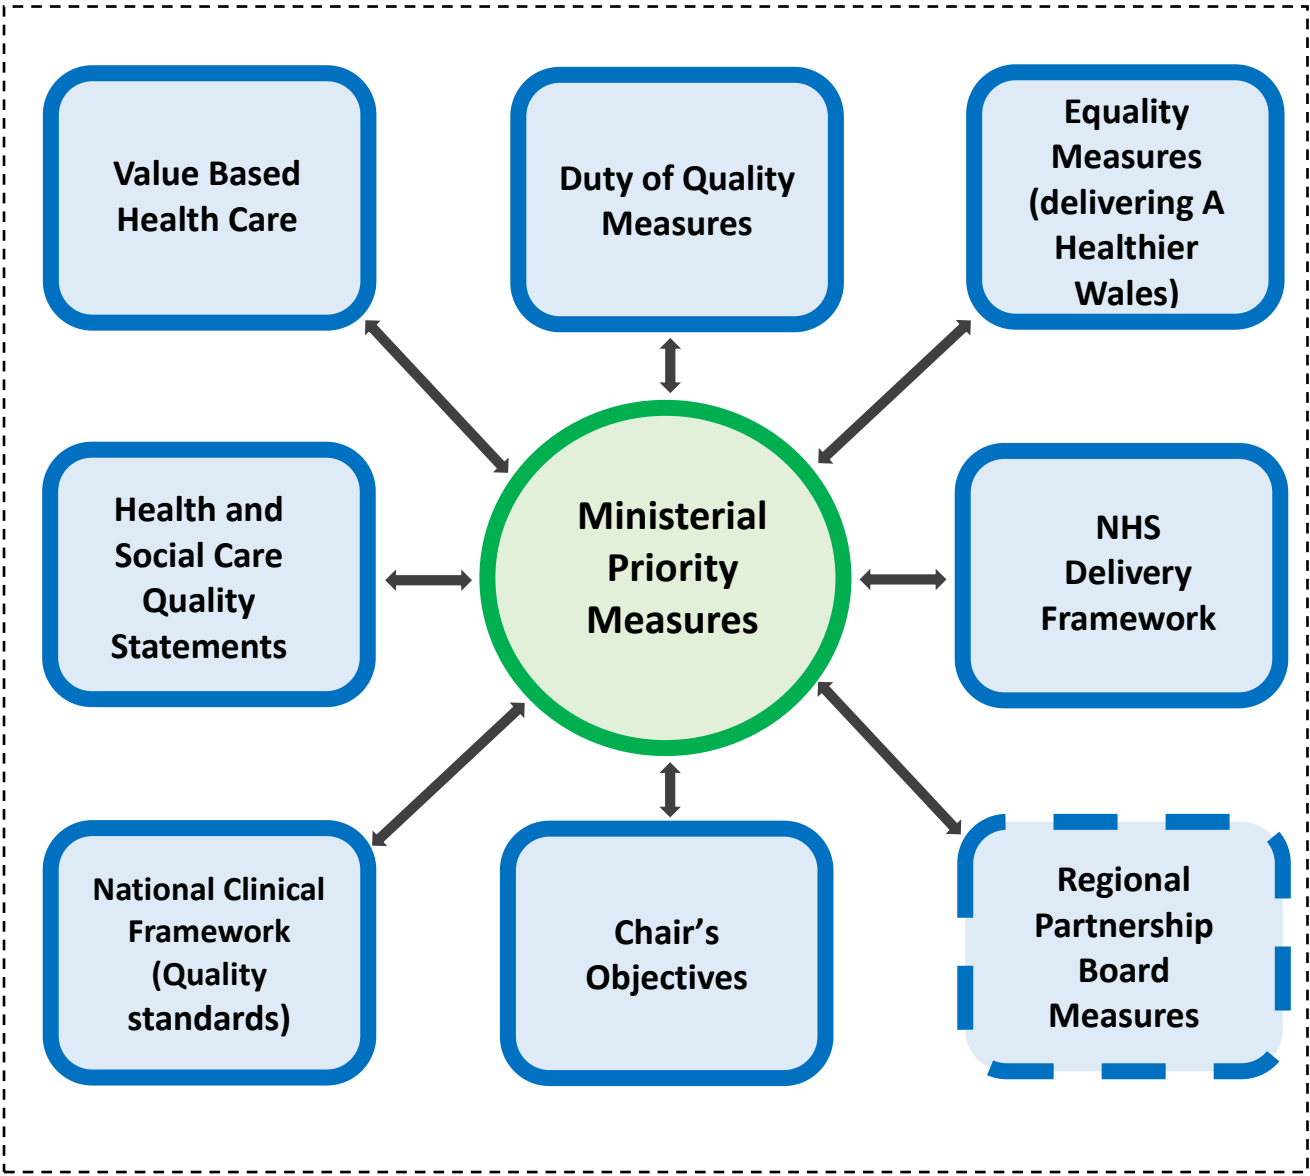 Value Based
Health Care
Duty of Quality
Measures
Equality
Measures
(delivering A
Healthier
Wales)
Health and
Social Care
Quality
Statements
Ministerial
Priority
Measures
NHS
Delivery
Framework
National Clinical
Framework
(Quality
standards)
Chair’s
Objectives
Regional
Partnership
Board
Measures